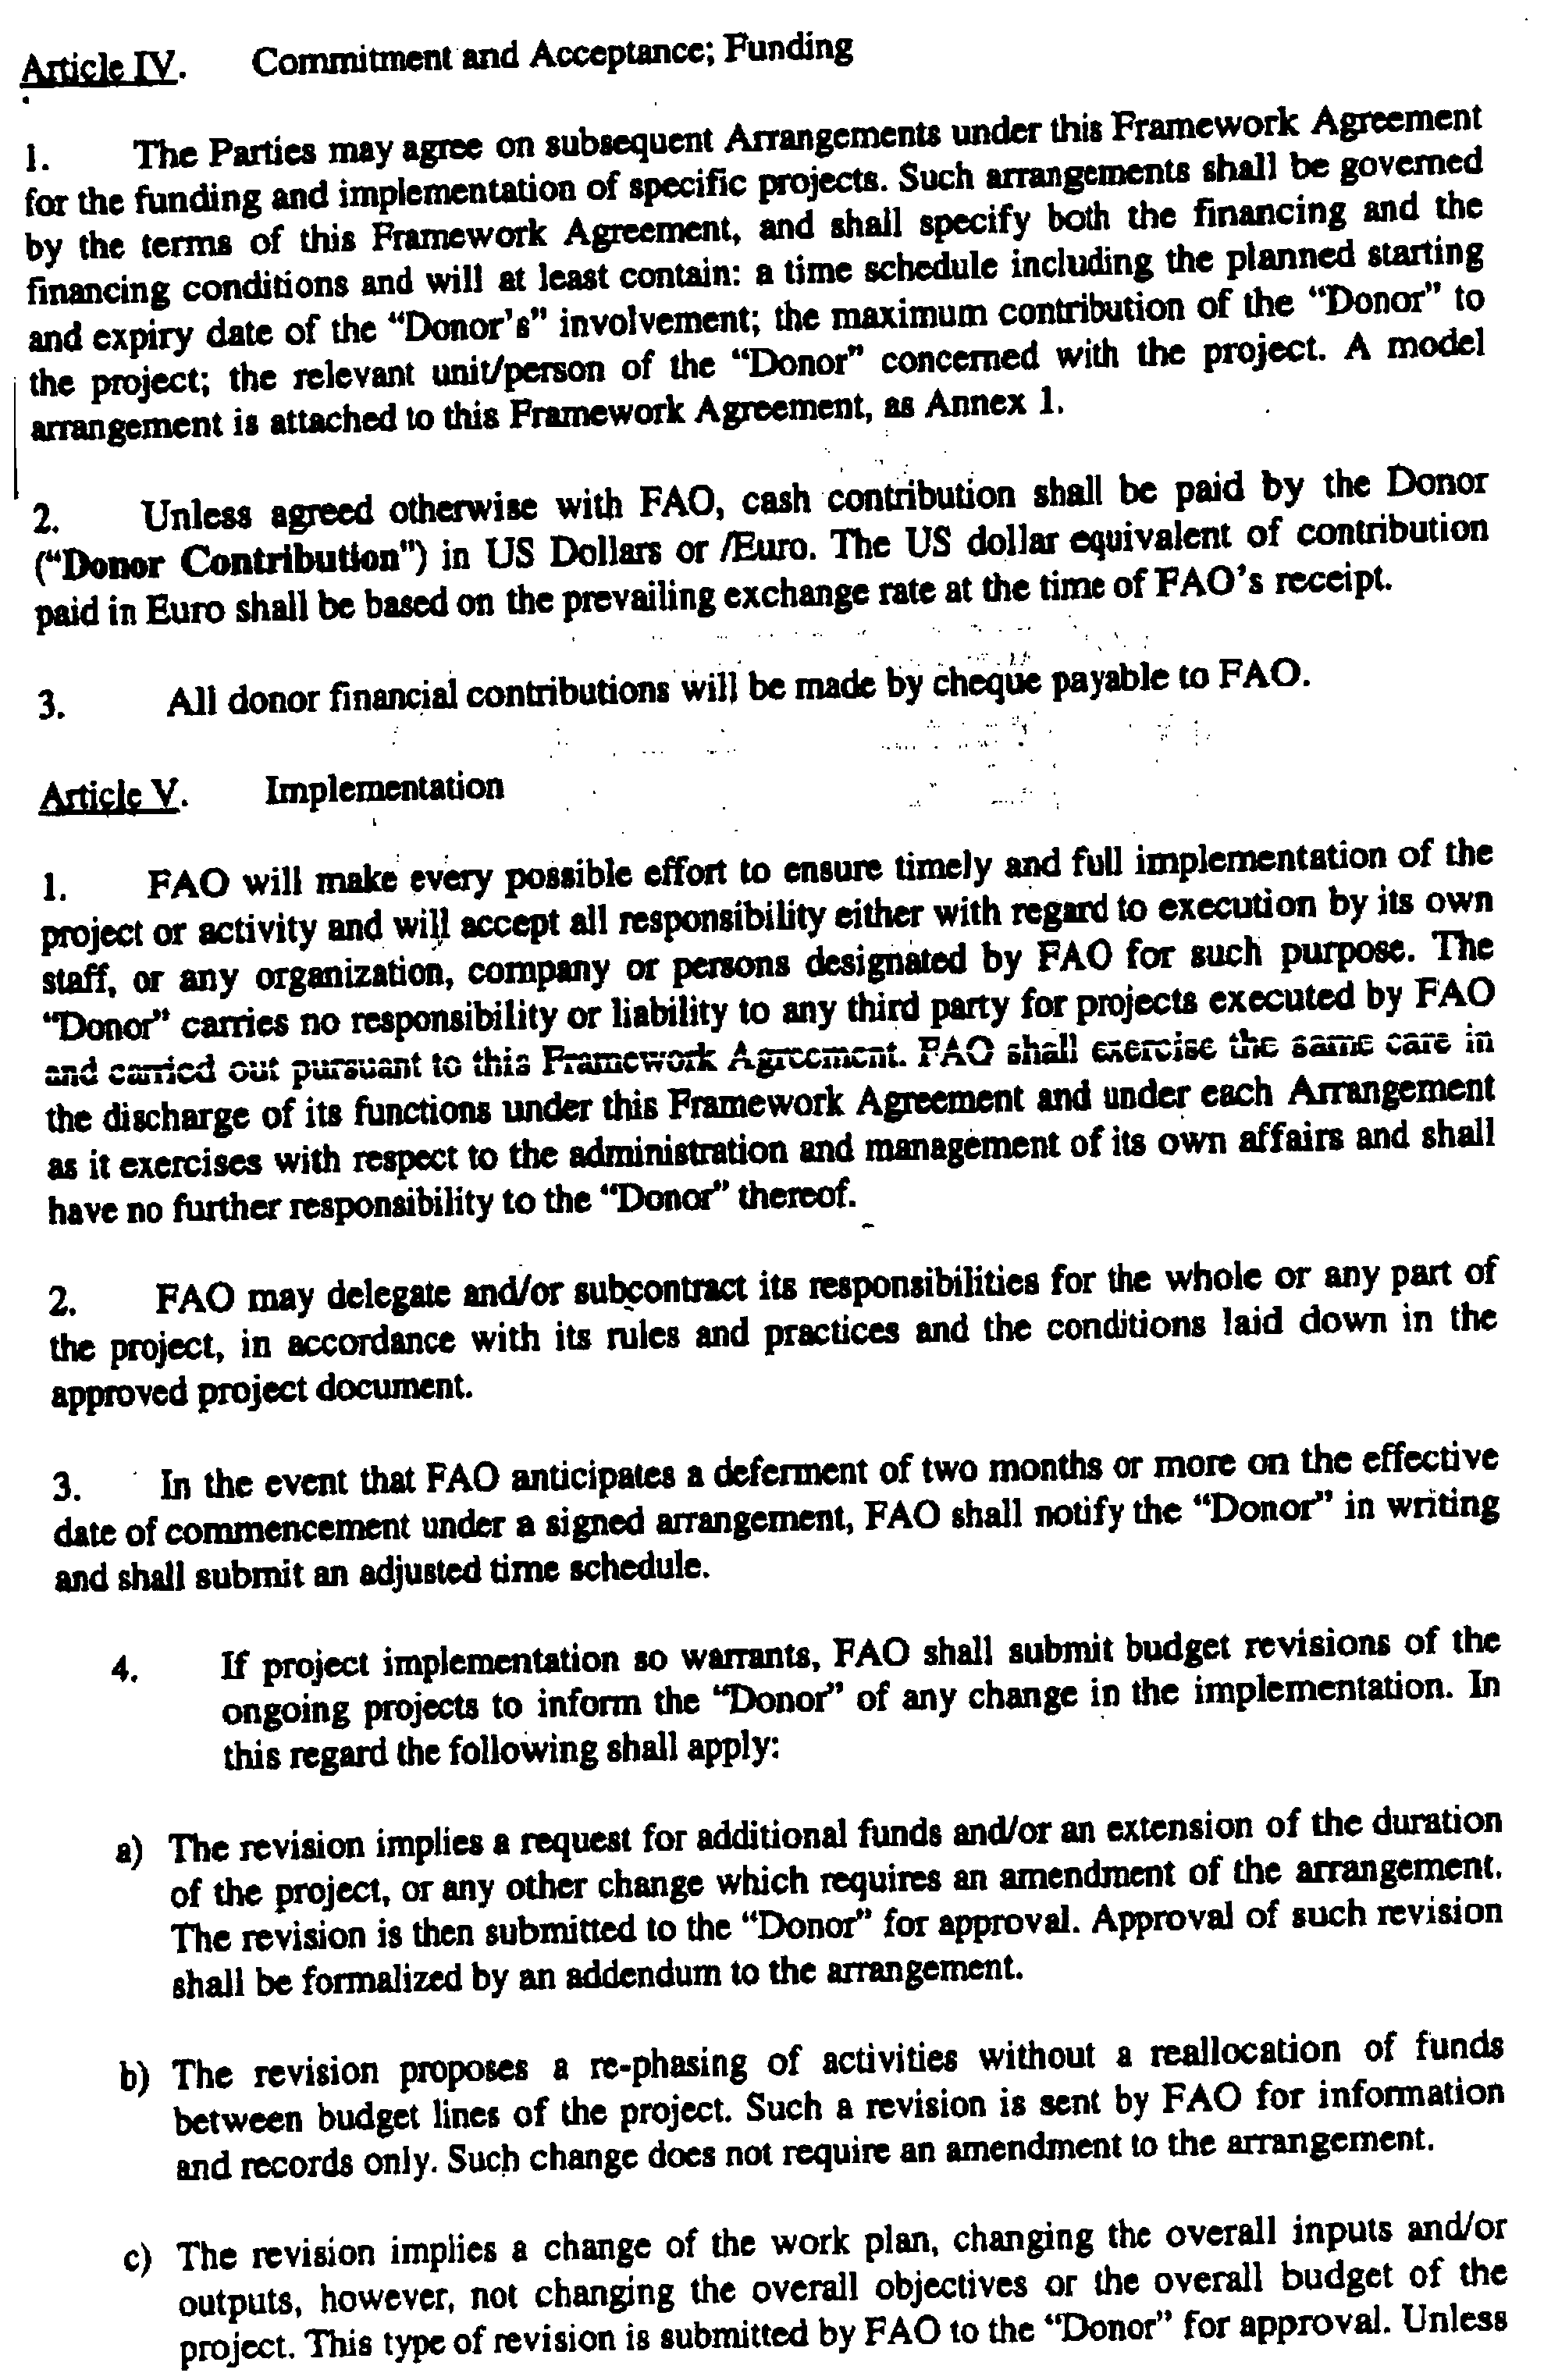 Article IV. Commitment and Acceptance; Funding
1. The Parties may agree on subsequent Arrangements under this Framework Agreement
for the funding and implementation of specific projects. Such arrangements shall be governed
by the terms of this Framework Agreement, and shall specify both the financing and the
financing conditions and will at least contain: a time schedule including the planned starting
and expiry date of the “Donor’s” involvement; the maximum contribution of the “Donor” to
the project; the relevant unit/person of the “Donor” concerned with the project. A model
arrangement is attached to this Framework Agreement, as Annex 1.
2. Unless agreed otherwise with FAO, cash contribution shall be paid by the Donor
(“Donor Contribution”) in US Dollars or /Euro. The US dollar equivalent of contribution
paid in Euro shall be based on the prevailing exchange rate at the time of FAO’s receipt.
3. All donor financial contributions will be made by cheque payable to FAO.
Article V. Implementation
1. FAO will make every possible effort to ensure timely and full implementation of the
project or activity and will accept all responsibility either with regard to execution by its own
staff, or any organization, company or persons designated by FAO for such purpose. The
“Donor” carries no responsibility or liability to any third party for projects executed by FAO
and carried out pursuant to this Framework Agreement. FAO shall exercise the same care in
the discharge of its functions under this Framework Agreement and under each Arrangement
as it exercises with respect to the administration and management of its own affairs and shall
have no further responsibility to the “Donor” thereof.
2. FAO may delegate and/or subcontract its responsibilities for the whole or any part of
the project, in accordance with its rules and practices and the conditions laid down in the
approved project document.
3. In the event that FAO anticipates a deferment of two months or more on the effective
date of commencement under a signed arrangement, FAO shall notify the “Donor” in writing
and shall submit an adjusted time schedule.
4. If project implementation so warrants, FAO shall submit budget revisions of the
ongoing projects to inform the “Donor” of any change in the implementation. In
this regard the following shall apply:
a) The revision implies a request for additional funds and/or an extension of the duration
of the project, or any other change which requires an amendment of the arrangement.
The revision is then submitted to the “Donor” for approval. Approval of such revision
shall be formalized by an addendum to the arrangement.
b) The revision proposes a re-phasing of activities without a reallocation of funds
between budget lines of the project. Such a revision is sent by FAO for information
and records only. Such change does not require an amendment to the arrangement.
c) The revision implies a change of the work plan, changing the overall inputs and/or
outputs, however, not changing the overall objectives or the overall budget of the
project. This type of revision is submitted by FAO to the “Donor” for approval. Unless